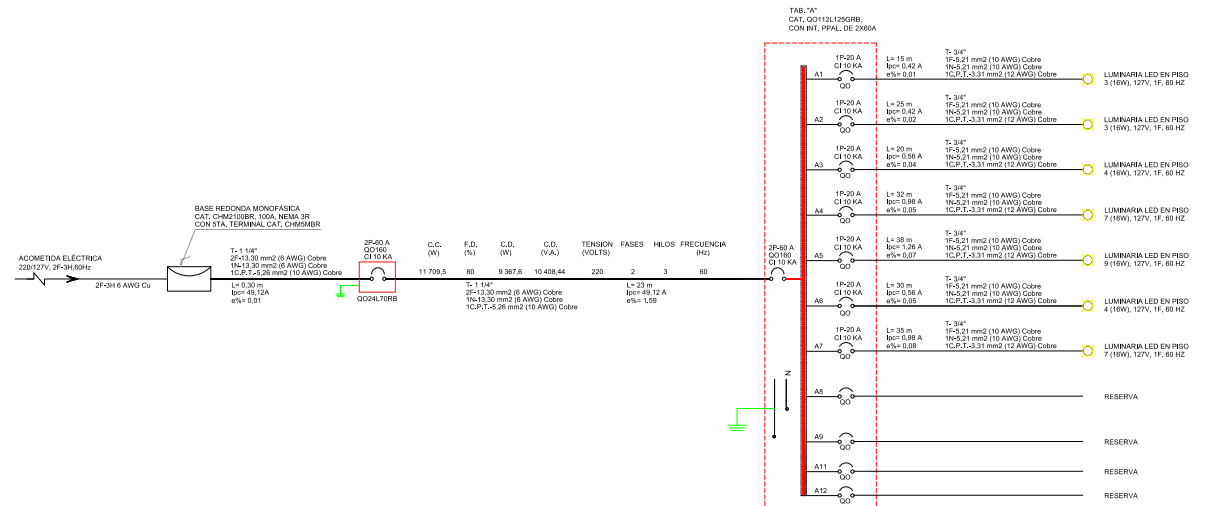 TAB. "A"
CAT. QO112L125GRB,
CON INT. PPAL. DE 2X60A
ACOMETIDA ELÉCTRICA
220/127V, 2F-3H,60Hz
2F-3H 6 AWG Cu
BASE REDONDA MONOFÁSICA
CAT. CHM2100BR, 100A, NEMA 3R
CON 5TA. TERMINAL CAT. CHM5MBR
T- 1 1/4"
2F-13,30 mm2 (6 AWG) Cobre
1N-13,30 mm2 (6 AWG) Cobre
1C.P.T.-5,26 mm2 (10 AWG) Cobre
L= 0,30 m
Ipc= 49,12A
e%= 0,01
2P-60 A
QO160
CI 10 KA
QO24L70RB
C.C. F.D. C.D. C.D. TENSION FASES HILOS FRECUENCIA
(W) (%) (W) (V.A.) (VOLTS) (Hz)
11 709,5 80 9 367,6 10 408,44 220 2 3 60
T- 1 1/4"
2F-13,30 mm2 (6 AWG) Cobre
1N-13,30 mm2 (6 AWG) Cobre
1C.P.T.-5,26 mm2 (10 AWG) Cobre
L= 23 m
Ipc= 49,12 A
e%= 1.59
2P-60 A
QO160
CI 10 KA
N
A1
1P-20 A
CI 10 KA
QO
L= 15 m
Ipc= 0,42 A
e%= 0,01
T- 3/4"
1F-5,21 mm2 (10 AWG) Cobre
1N-5,21 mm2 (10 AWG) Cobre
1C.P.T.-3,31 mm2 (12 AWG) Cobre
LUMINARIA LED EN PISO
3 (16W), 127V, 1F, 60 HZ
A2
1P-20 A
CI 10 KA
QO
L= 25 m
Ipc= 0,42 A
e%= 0,02
T- 3/4"
1F-5,21 mm2 (10 AWG) Cobre
1N-5,21 mm2 (10 AWG) Cobre
1C.P.T.-3,31 mm2 (12 AWG) Cobre
LUMINARIA LED EN PISO
3 (16W), 127V, 1F, 60 HZ
A3
1P-20 A
CI 10 KA
QO
L= 20 m
Ipc= 0,56 A
e%= 0,04
T- 3/4"
1F-5,21 mm2 (10 AWG) Cobre
1N-5,21 mm2 (10 AWG) Cobre
1C.P.T.-3,31 mm2 (12 AWG) Cobre
LUMINARIA LED EN PISO
4 (16W), 127V, 1F, 60 HZ
A4
1P-20 A
CI 10 KA
QO
L= 32 m
Ipc= 0,98 A
e%= 0,05
T- 3/4"
1F-5,21 mm2 (10 AWG) Cobre
1N-5,21 mm2 (10 AWG) Cobre
1C.P.T.-3,31 mm2 (12 AWG) Cobre
LUMINARIA LED EN PISO
7 (16W), 127V, 1F, 60 HZ
A5
1P-20 A
CI 10 KA
QO
L= 38 m
Ipc= 1,26 A
e%= 0,07
T- 3/4"
1F-5,21 mm2 (10 AWG) Cobre
1N-5,21 mm2 (10 AWG) Cobre
1C.P.T.-3,31 mm2 (12 AWG) Cobre
LUMINARIA LED EN PISO
9 (16W), 127V, 1F, 60 HZ
A6
1P-20 A
CI 10 KA
QO
L= 30 m
Ipc= 0,56 A
e%= 0,05
T- 3/4"
1F-5,21 mm2 (10 AWG) Cobre
1N-5,21 mm2 (10 AWG) Cobre
1C.P.T.-3,31 mm2 (12 AWG) Cobre
LUMINARIA LED EN PISO
4 (16W), 127V, 1F, 60 HZ
A7
1P-20 A
CI 10 KA
QO
L= 35 m
Ipc= 0,98 A
e%= 0,08
T- 3/4"
1F-5,21 mm2 (10 AWG) Cobre
1N-5,21 mm2 (10 AWG) Cobre
1C.P.T.-3,31 mm2 (12 AWG) Cobre
LUMINARIA LED EN PISO
7 (16W), 127V, 1F, 60 HZ
A8
QO
RESERVA
A9
QO
RESERVA
A11
QO
RESERVA
A12
QO
RESERVA